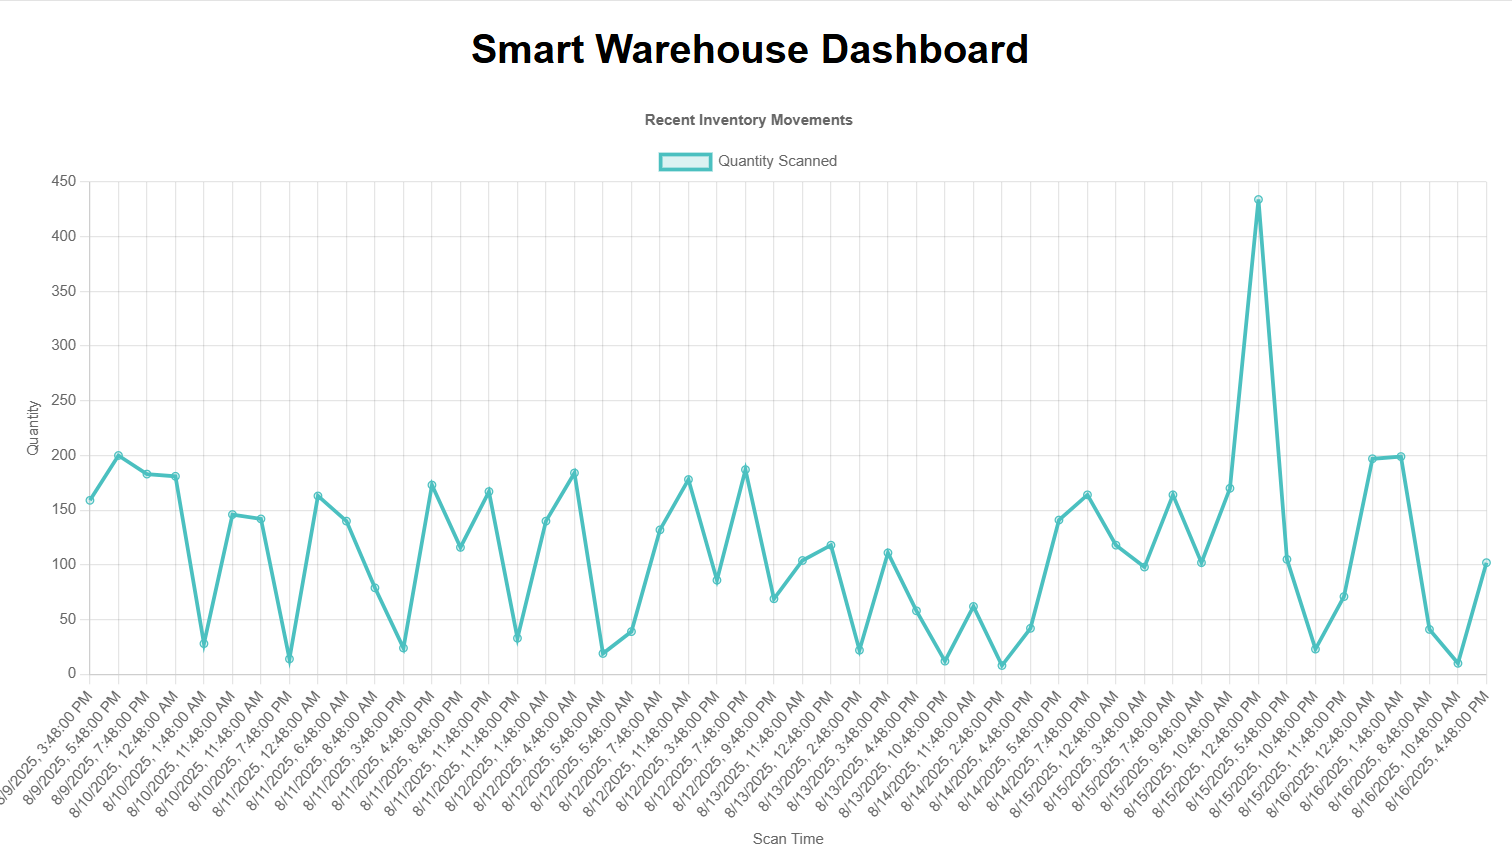 Smart Warehouse Dashboard
Recent Inventory Movements
Quantity Scanned
450
400
350
300
250
200
150
100
50
0
Quantity
/9/2025, 3:48:00 PM
8/9/2025, 5:48:00 PM
8/9/2025, 7:48:00 PM
8/10/2025, 12:48:00 AM
8/10/2025, 1:48:00 AM
8/10/2025, 11:48:00 AM
8/10/2025, 11:48:00 AM
8/10/2025, 7:48:00 PM
8/11/2025, 12:48:00 AM
8/11/2025, 6:48:00 AM
8/11/2025, 8:48:00 AM
8/11/2025, 3:48:00 PM
8/11/2025, 4:48:00 PM
8/11/2025, 8:48:00 PM
8/11/2025, 11:48:00 PM
8/11/2025, 11:48:00 PM
8/12/2025, 1:48:00 AM
8/12/2025, 4:48:00 AM
8/12/2025, 5:48:00 AM
8/12/2025, 5:48:00 AM
8/12/2025, 7:48:00 AM
8/12/2025, 11:48:00 AM
8/12/2025, 3:48:00 PM
8/12/2025, 7:48:00 PM
8/12/2025, 9:48:00 PM
8/13/2025, 11:48:00 AM
8/13/2025, 12:48:00 PM
8/13/2025, 2:48:00 PM
8/13/2025, 3:48:00 PM
8/13/2025, 4:48:00 PM
8/13/2025, 10:48:00 PM
8/14/2025, 11:48:00 AM
8/14/2025, 2:48:00 PM
8/14/2025, 4:48:00 PM
8/14/2025, 5:48:00 PM
8/14/2025, 7:48:00 PM
8/15/2025, 12:48:00 AM
8/15/2025, 3:48:00 AM
8/15/2025, 7:48:00 AM
8/15/2025, 9:48:00 AM
8/15/2025, 10:48:00 AM
8/15/2025, 12:48:00 PM
8/15/2025, 5:48:00 PM
8/15/2025, 10:48:00 PM
8/15/2025, 11:48:00 PM
8/16/2025, 12:48:00 AM
8/16/2025, 1:48:00 AM
8/16/2025, 8:48:00 AM
8/16/2025, 10:48:00 AM
8/16/2025, 4:48:00 PM
Scan Time